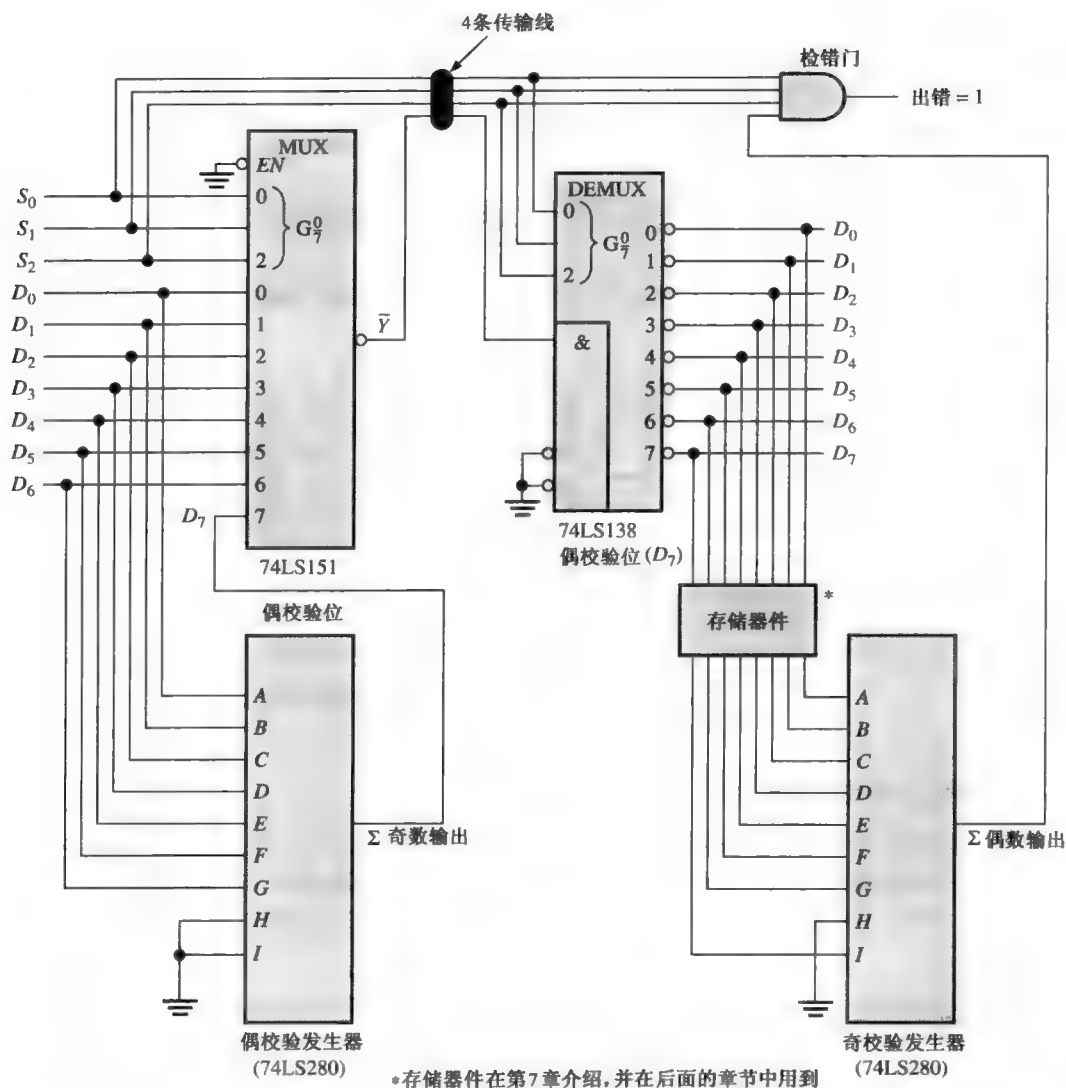 4条传输线
检错门
出错 = 1
MUX
EN
S0
0
S1
G 0/7
S2
2
D0
0
D1
1
D2
2
D3
3
D4
4
D5
5
D6
6
D7
7
Y̅
74LS151
偶校验位
DEMUX
0
G 0/7
2
&
0
D0
1
D1
2
D2
3
D3
4
D4
5
D5
6
D6
7
D7
74LS138
偶校验位(D7)
存储器件
*
A
B
C
D
E
F
G
H
I
Σ 奇数输出
偶校验发生器
(74LS280)
A
B
C
D
E
F
G
H
I
Σ 偶数输出
奇校验发生器
(74LS280)
*存储器件在第7章介绍,并在后面的章节中用到